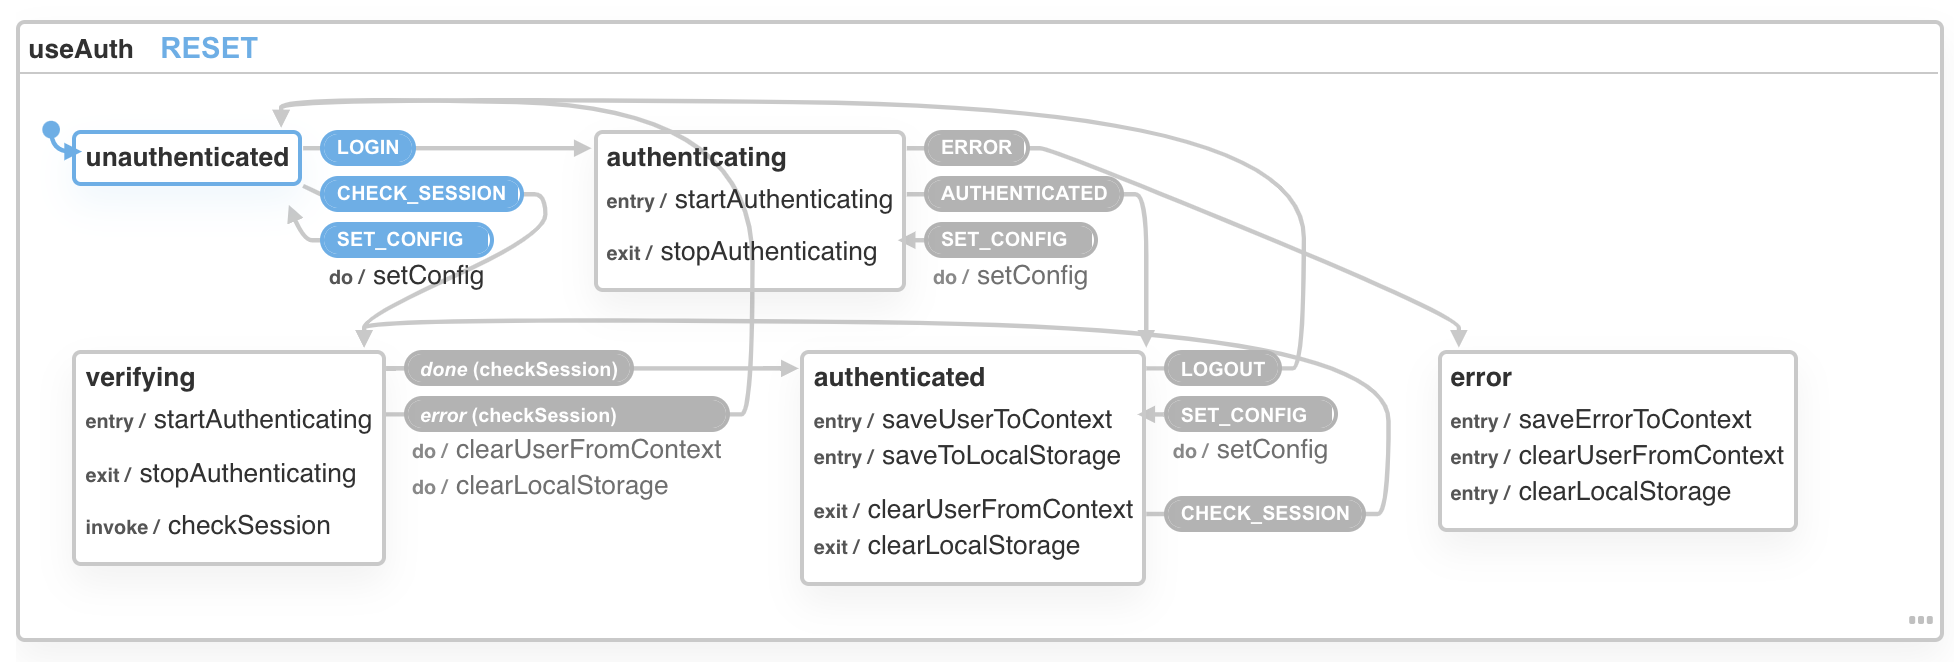 useAuth RESET
unauthenticated
LOGIN
CHECK_SESSION
SET_CONFIG
do / setConfig
authenticating
entry / startAuthenticating
exit / stopAuthenticating
ERROR
AUTHENTICATED
SET_CONFIG
do / setConfig
verifying
entry / startAuthenticating
exit / stopAuthenticating
invoke / checkSession
done (checkSession)
error (checkSession)
do / clearUserFromContext
do / clearLocalStorage
authenticated
entry / saveUserToContext
entry / saveToLocalStorage
exit / clearUserFromContext
exit / clearLocalStorage
LOGOUT
SET_CONFIG
do / setConfig
CHECK_SESSION
error
entry / saveErrorToContext
entry / clearUserFromContext
entry / clearLocalStorage